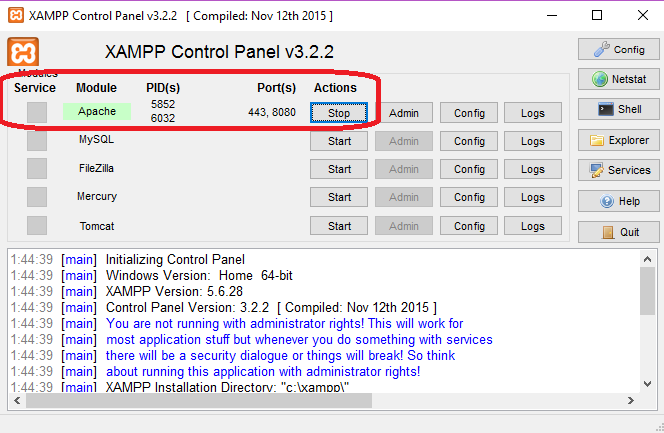 XAMPP Control Panel v3.2.2 [ Compiled: Nov 12th 2015 ]
XAMPP Control Panel v3.2.2
Config
Modules
Service Module PID(s) Port(s) Actions
Netstat
Apache 5852 443, 8080 Stop Admin Config Logs
6032
Shell
MySQL Start Admin Config Logs
Explorer
FileZilla Start Admin Config Logs
Services
Mercury Start Admin Config Logs
Help
Tomcat Start Admin Config Logs
Quit
1:44:39 [main] Initializing Control Panel
1:44:39 [main] Windows Version: Home 64-bit
1:44:39 [main] XAMPP Version: 5.6.28
1:44:39 [main] Control Panel Version: 3.2.2 [ Compiled: Nov 12th 2015 ]
1:44:39 [main] You are not running with administrator rights! This will work for
1:44:39 [main] most application stuff but whenever you do something with services
1:44:39 [main] there will be a security dialogue or things will break! So think
1:44:39 [main] about running this application with administrator rights!
1:44:39 [main] XAMPP Installation Directory: "c:\xampp\"